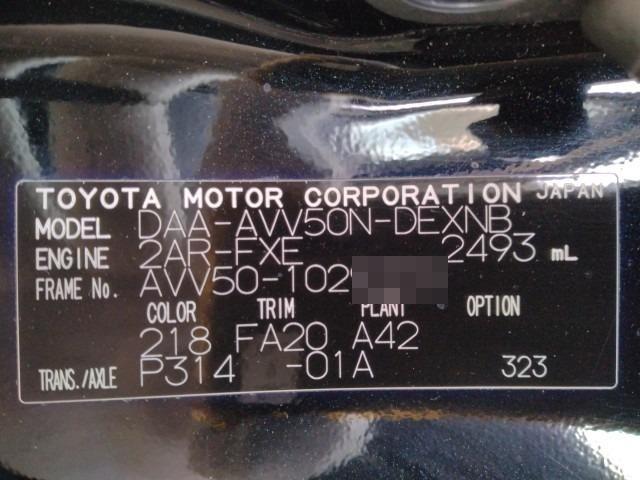 TOYOTA MOTOR CORPORATION JAPAN
MODEL DAA-AVV50N-DEXNB
ENGINE 2AR-FXE 2493 mL
FRAME No. AVV50-1029
COLOR TRIM PLANT OPTION
218 FA20 A42
TRANS./AXLE P314 -01A 323